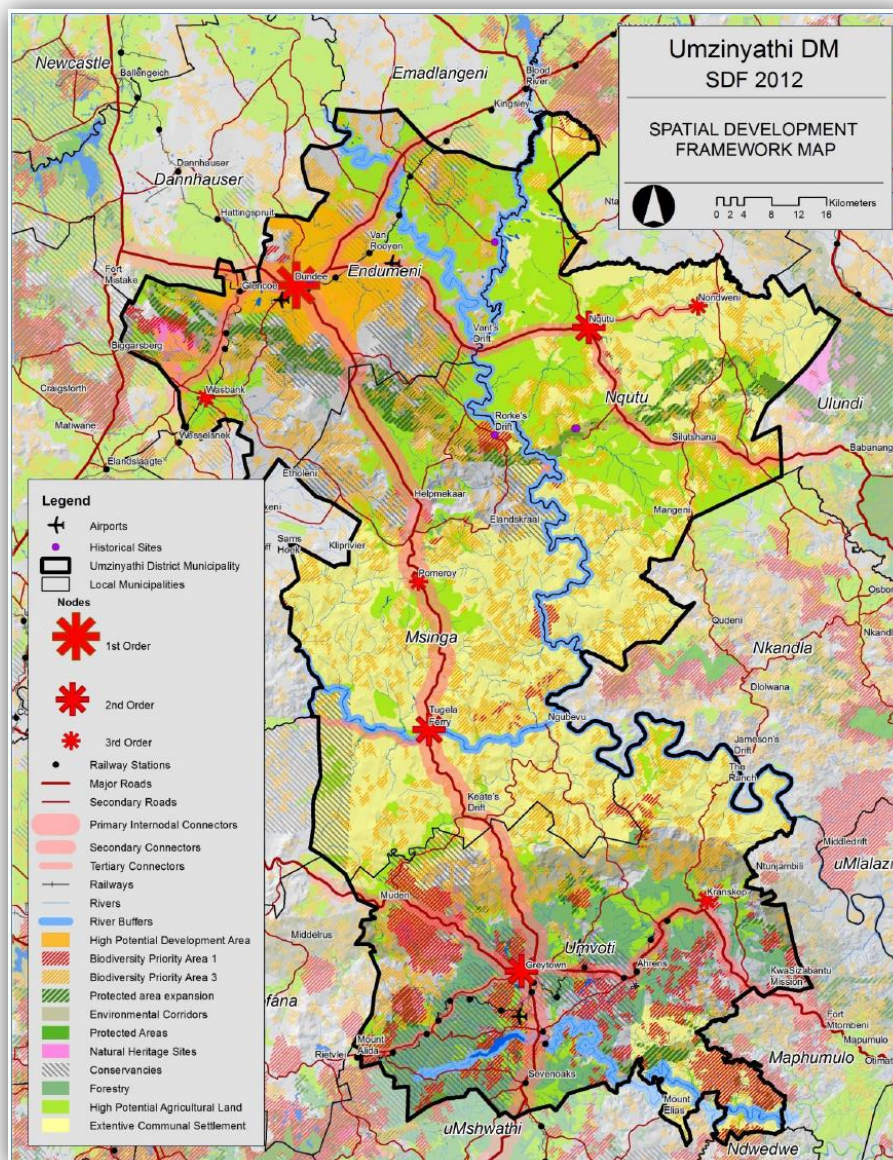 Umzinyathi DM
SDF 2012
SPATIAL DEVELOPMENT
FRAMEWORK MAP
Kilometers
0 2 4 8 12 16
Newcastle
Ballengeich
Emadlangeni
Blood
River
Kingsley
Dannhauser
Dannhauser
Hattingspruit
Van
Rooyen
Fort
Mistake
Glencoe
Dundee
Endumeni
Nondweni
Nqutu
Vant's
Drift
Biggarsberg
Craigsforth
Wasbank
Matiwane
Nqutu
Ulundi
Rorke's
Drift
Wesselsnek
Silutshana
Babanang
Elandslaagte
Etholeni
Helpmekaar
Mangeni
Elandskraal
Sams
Hoek
Kliprivier
Pomeroy
Qudeni
Msinga
Nkandla
Dlolwana
Tugela
Ferry
Ngubevu
Jameson's
Drift
The
Ranch
Keate's
Drift
Middledrift
uMlalazi
Ntunjambili
Muden
Kranskop
Middelrus
Umvoti
Greytown
Ahrens
KwaSizabantu
Mission
Fort
Mtombeni
Mapumulo
Mount
Alida
Rietvlei
Maphumulo
Otimati
Sevenoaks
Mount
Elias
uMshwathi
Ndwedwe
Legend
Airports
Historical Sites
Umzinyathi District Municipality
Local Municipalities
Nodes
1st Order
2nd Order
3rd Order
Railway Stations
Major Roads
Secondary Roads
Primary Internodal Connectors
Secondary Connectors
Tertiary Connectors
Railways
Rivers
River Buffers
High Potential Development Area
Biodiversity Priority Area 1
Biodiversity Priority Area 3
Protected area expansion
Environmental Corridors
Protected Areas
Natural Heritage Sites
Conservancies
Forestry
High Potential Agricultural Land
Extentive Communal Settlement